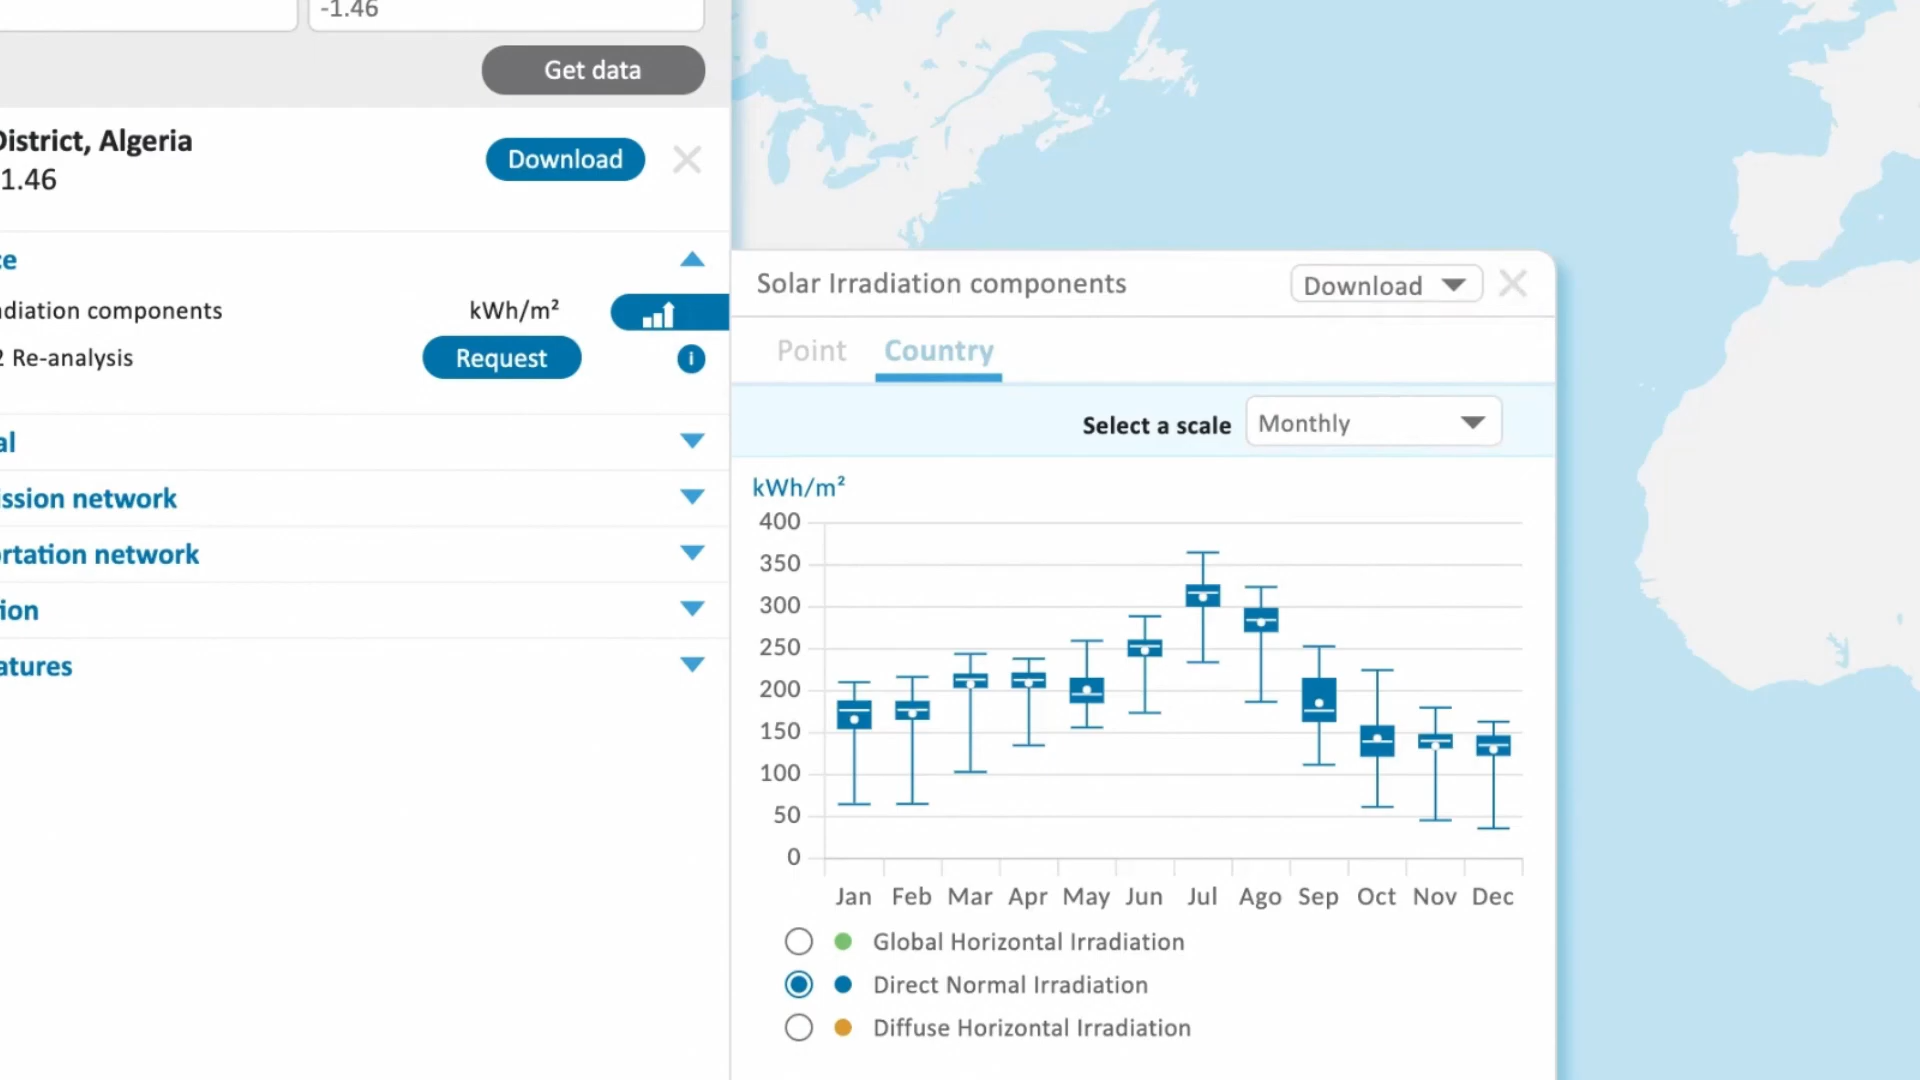 -1.46
Get data
District, Algeria
1.46
Download
diation components
kWh/m²
Re-analysis
Request
i
ssion network
rtation network
ion
atures
Solar Irradiation components
Download
Point
Country
Select a scale
Monthly
kWh/m²
400
350
300
250
200
150
100
50
0
Jan Feb Mar Apr May Jun Jul Ago Sep Oct Nov Dec
Global Horizontal Irradiation
Direct Normal Irradiation
Diffuse Horizontal Irradiation